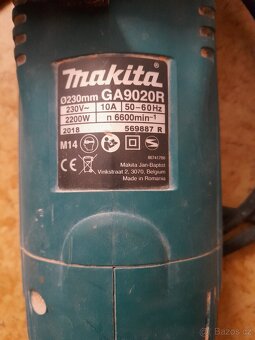 makita®
Ø230mm GA9020R
230V~ 10A 50-60Hz
2200W n 6600min⁻¹
2018 569887 R
M14
Makita Jan-Baptist
Vinkstraat 2, 3070, Belgium
Made in Romania
Bazos.cz